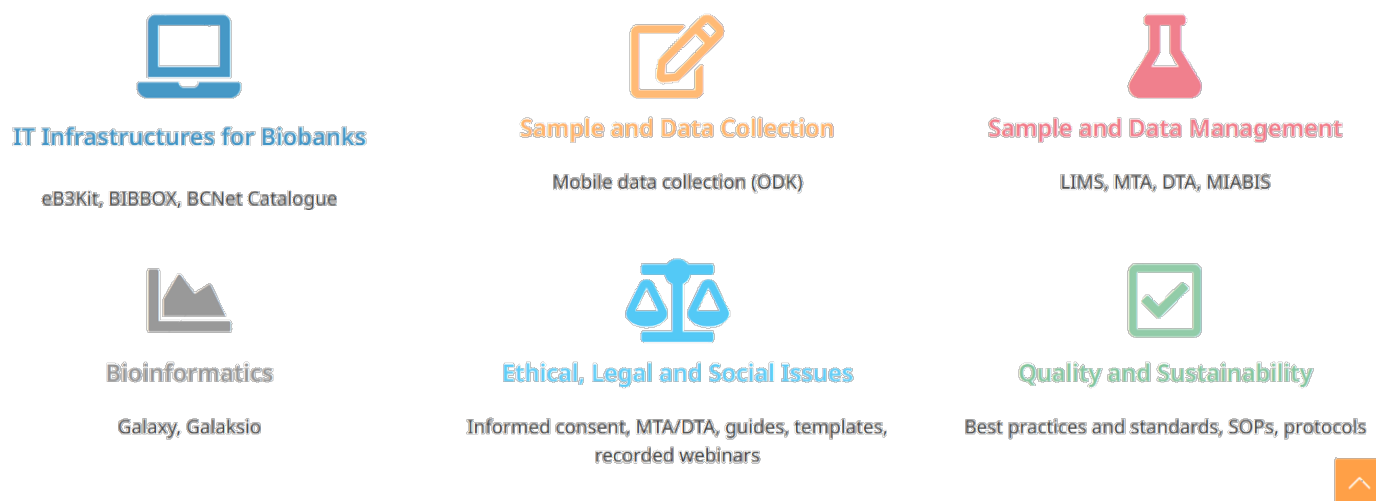 IT Infrastructures for Biobanks
eB3Kit, BIBBOX, BCNet Catalogue
Sample and Data Collection
Mobile data collection (ODK)
Sample and Data Management
LIMS, MTA, DTA, MIABIS
Bioinformatics
Galaxy, Galaksio
Ethical, Legal and Social Issues
Informed consent, MTA/DTA, guides, templates,
recorded webinars
Quality and Sustainability
Best practices and standards, SOPs, protocols